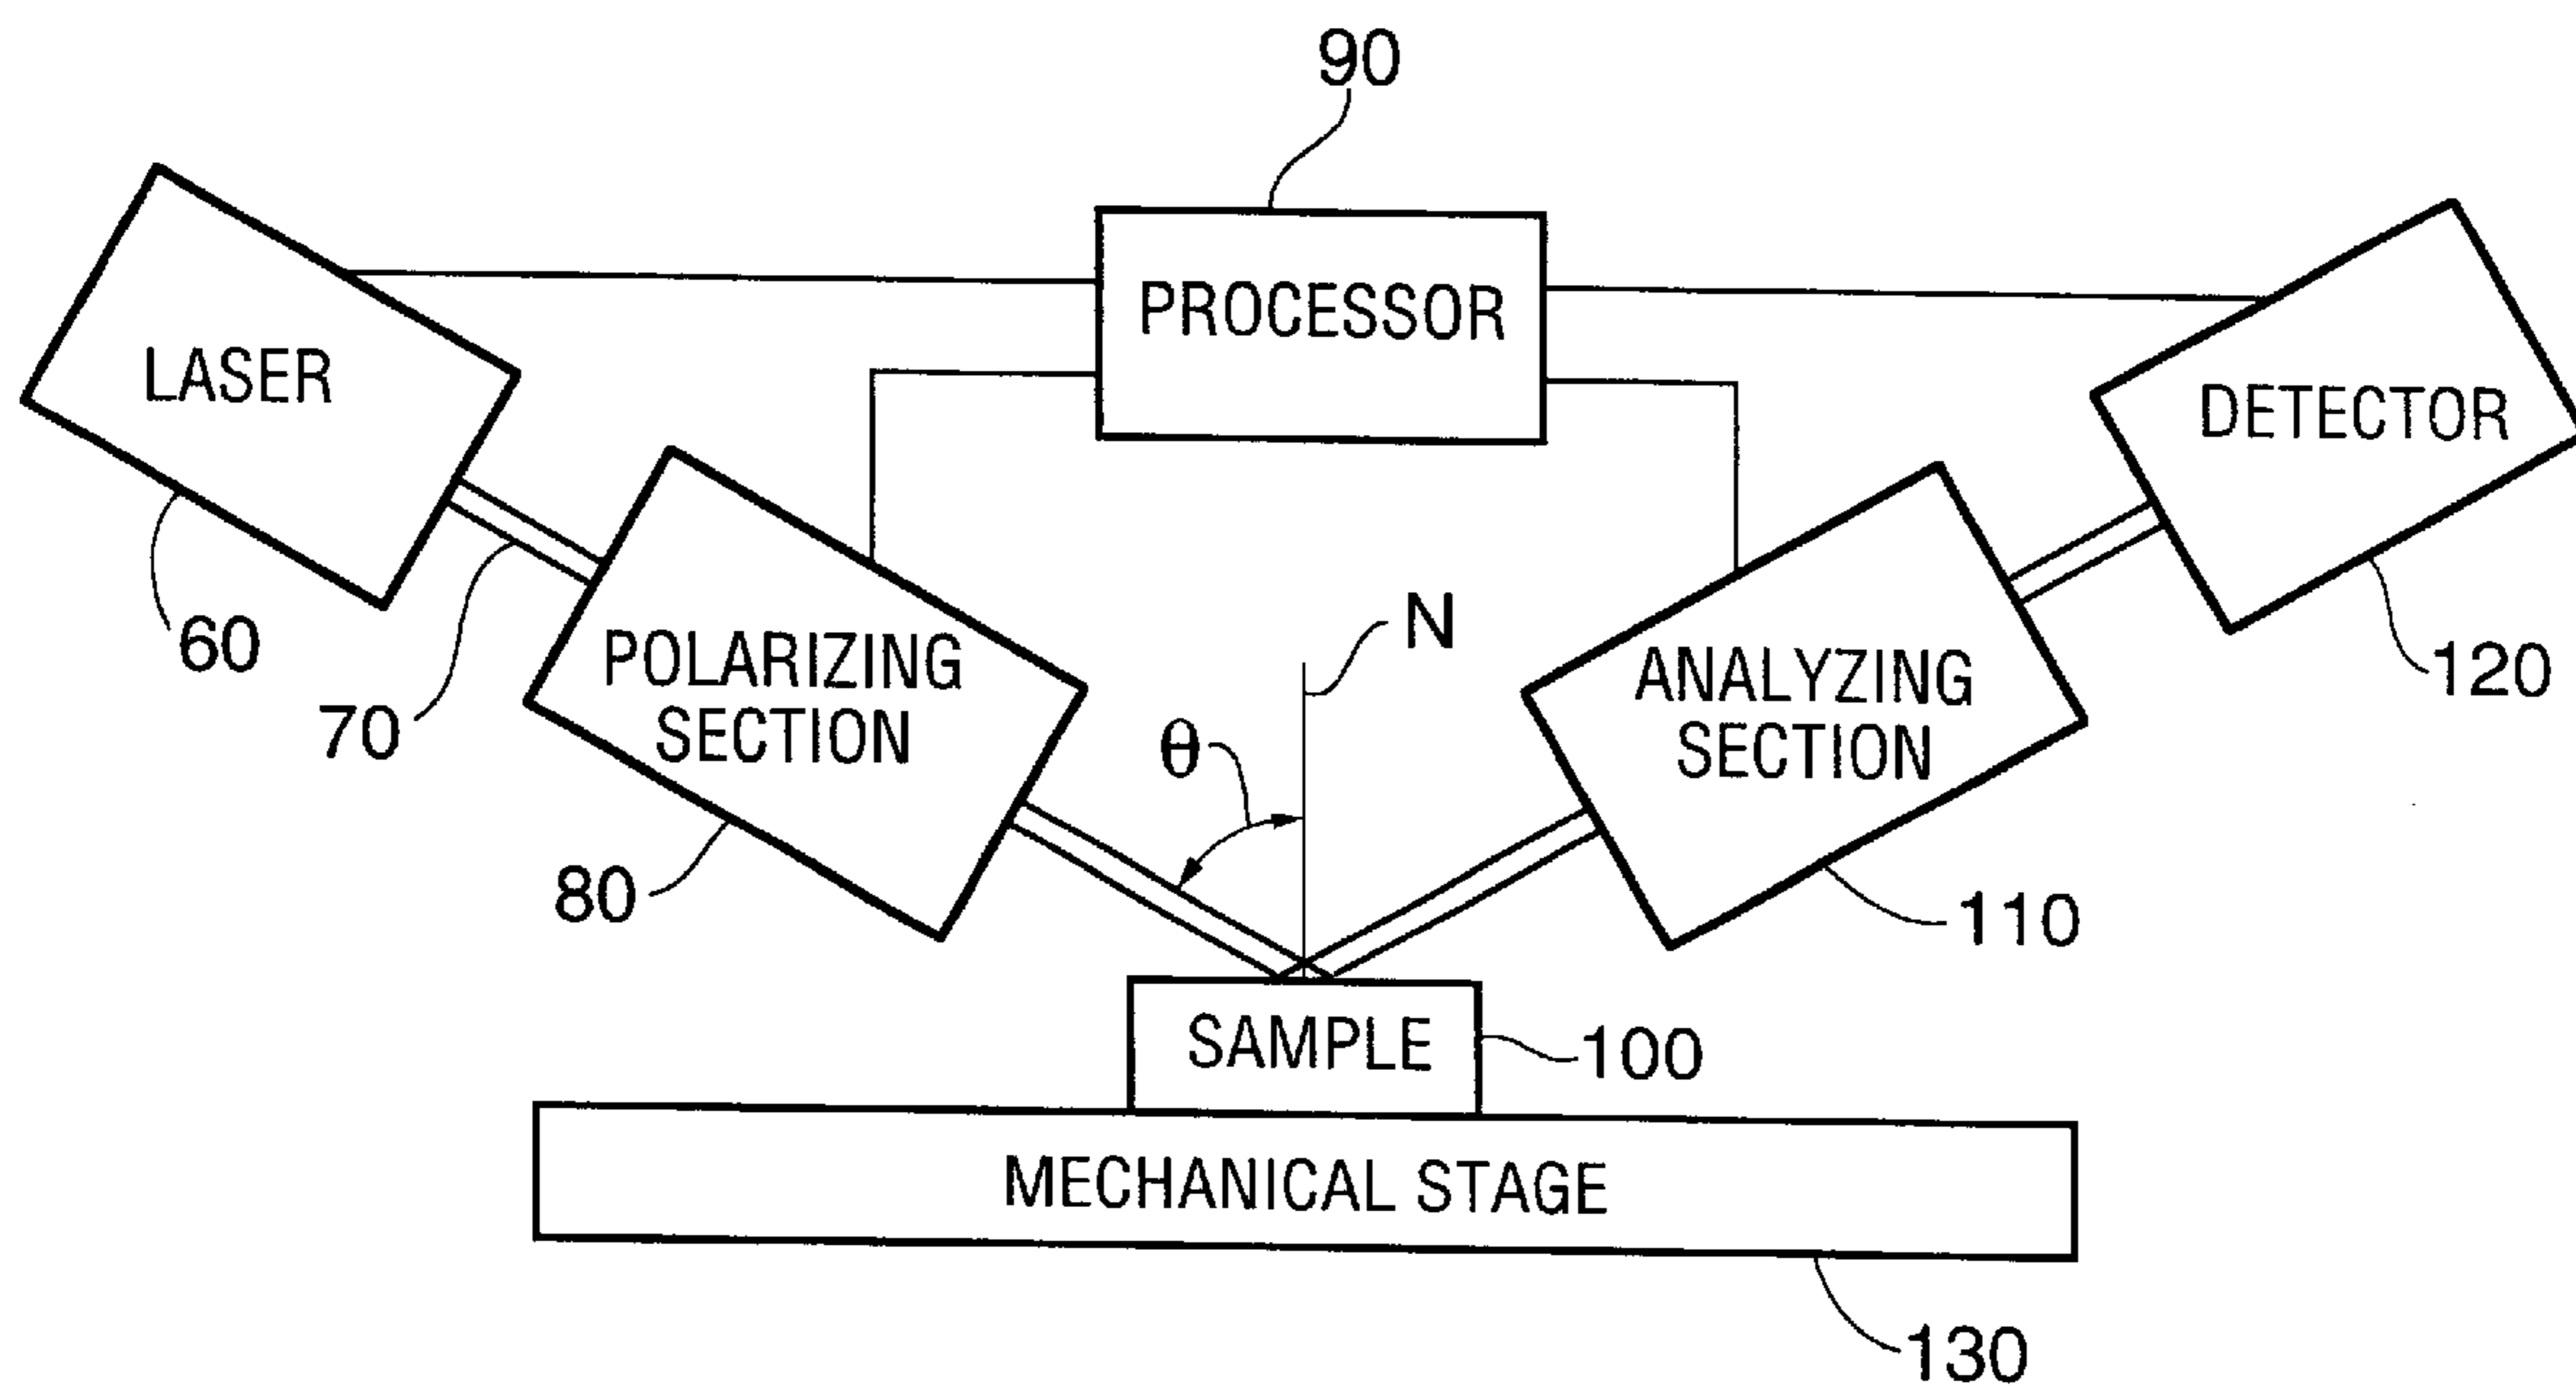 90
PROCESSOR
LASER
DETECTOR
60
N
POLARIZING
SECTION
ANALYZING
SECTION
120
70
θ
80
110
SAMPLE
100
MECHANICAL STAGE
130